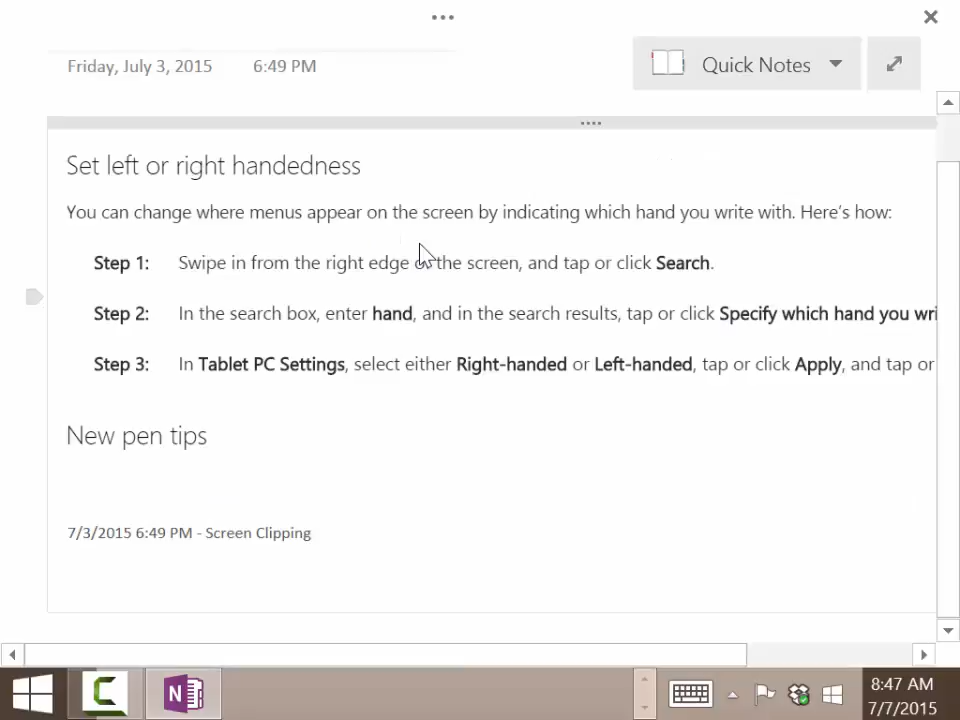 Friday, July 3, 2015 6:49 PM
Quick Notes
Set left or right handedness
You can change where menus appear on the screen by indicating which hand you write with. Here's how:
Step 1: Swipe in from the right edge of the screen, and tap or click Search.
Step 2: In the search box, enter hand, and in the search results, tap or click Specify which hand you wri
Step 3: In Tablet PC Settings, select either Right-handed or Left-handed, tap or click Apply, and tap or
New pen tips
7/3/2015 6:49 PM - Screen Clipping
N
8:47 AM
7/7/2015